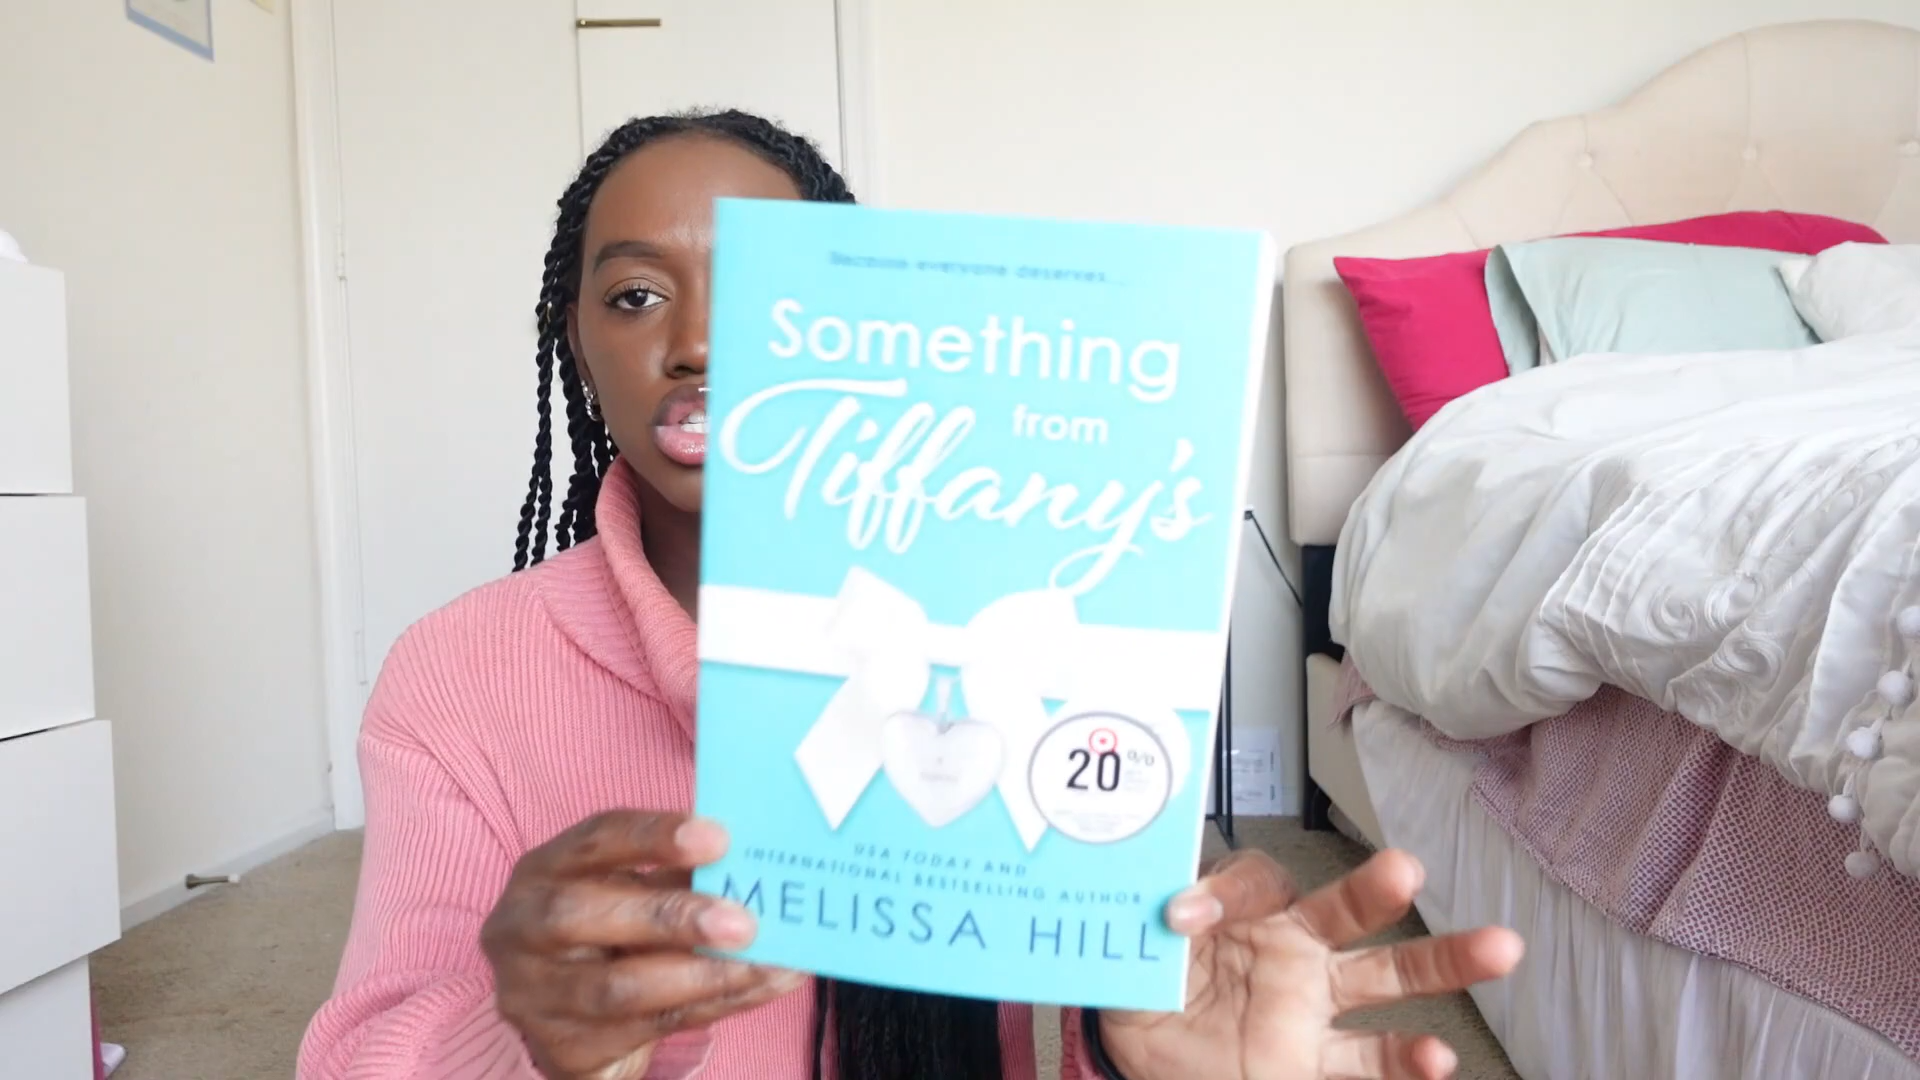 Because everyone deserves...
Something
from
Tiffany's
20%
USA TODAY AND
INTERNATIONAL BESTSELLING AUTHOR
MELISSA HILL